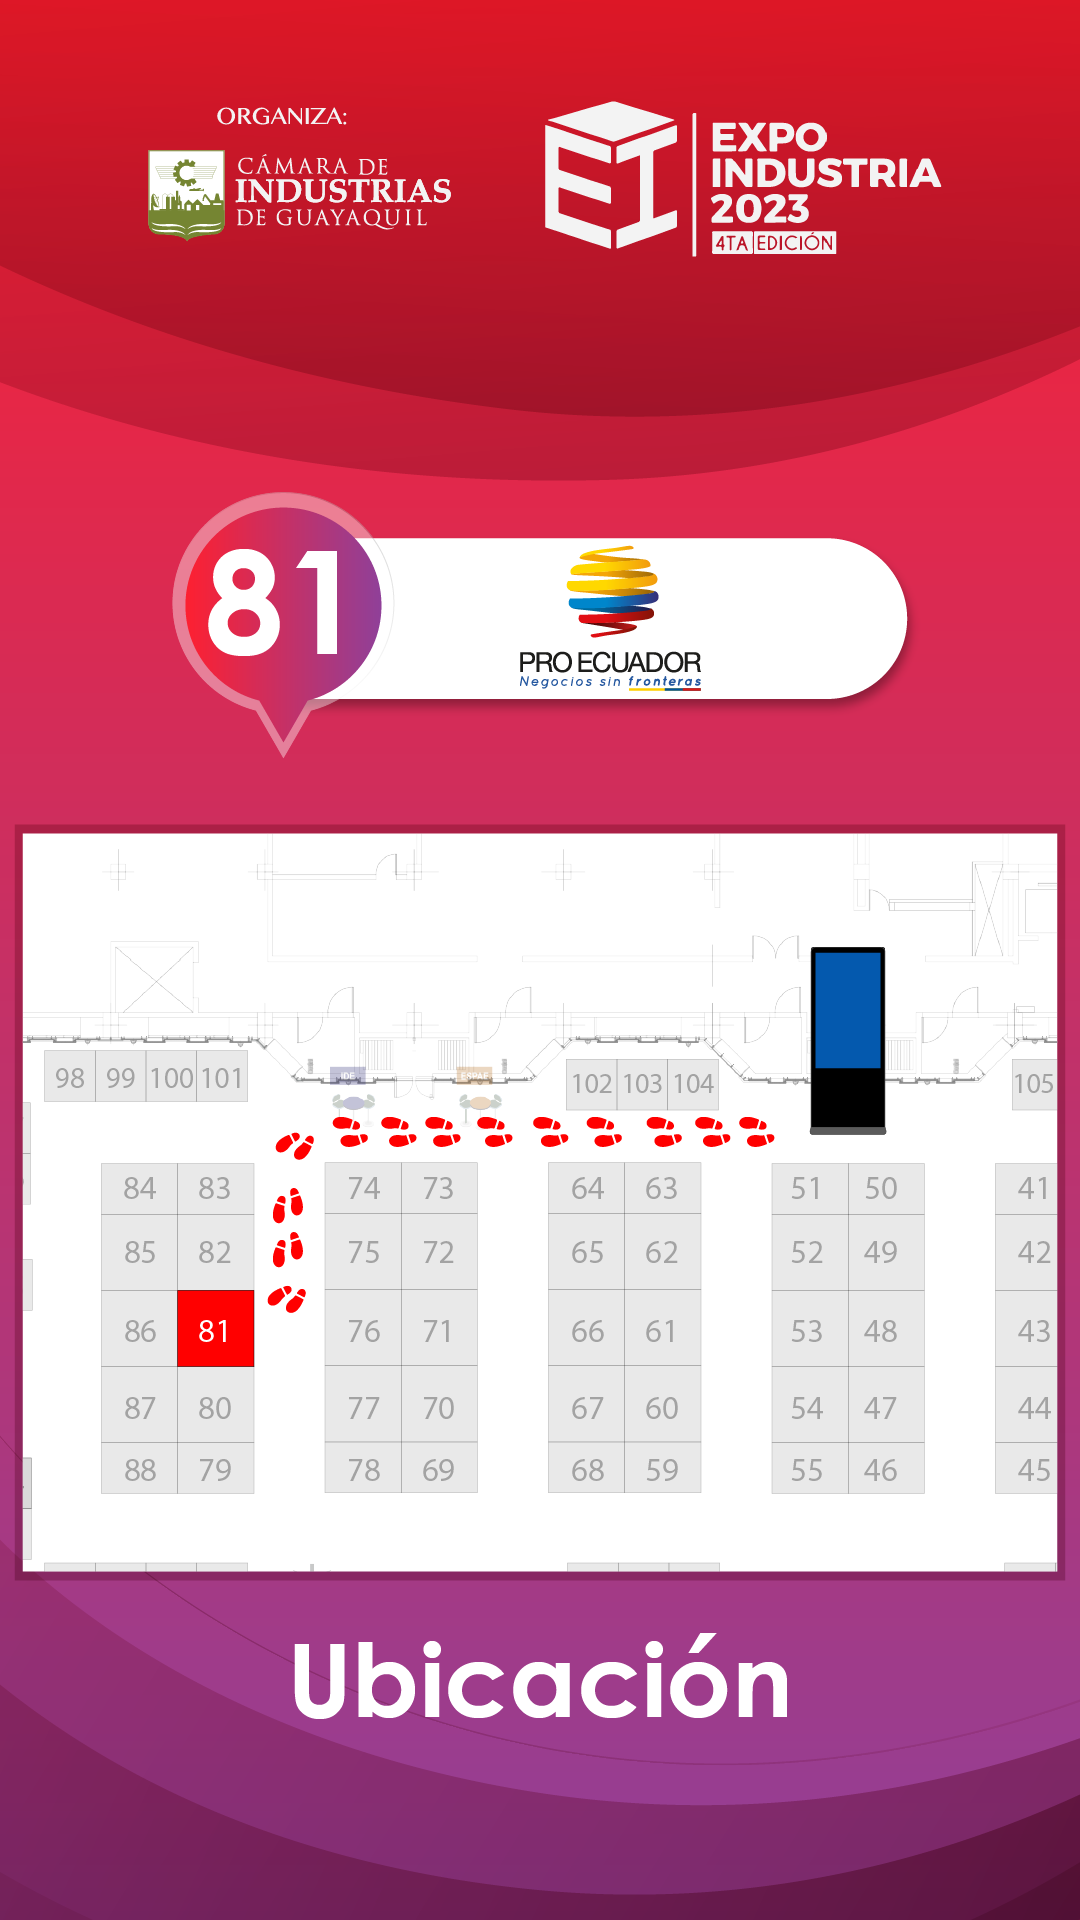 ORGANIZA:
CÁMARA DE
INDUSTRIAS
DE GUAYAQUIL
EXPO
INDUSTRIA
2023
4TA EDICIÓN
81
PRO ECUADOR
Negocios sin fronteras
IDE ESPAE
98 99 100 101 102 103 104 105
84 83 74 73 64 63 51 50 41
85 82 75 72 65 62 52 49 42
86 81 76 71 66 61 53 48 43
87 80 77 70 67 60 54 47 44
88 79 78 69 68 59 55 46 45
Ubicación